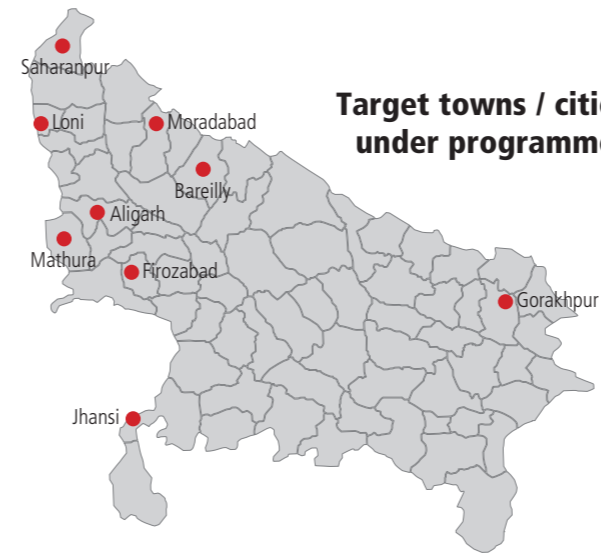 Saharanpur
Target towns / citie
under programme
Loni
Moradabad
Bareilly
Aligarh
Mathura
Firozabad
Gorakhpur
Jhansi